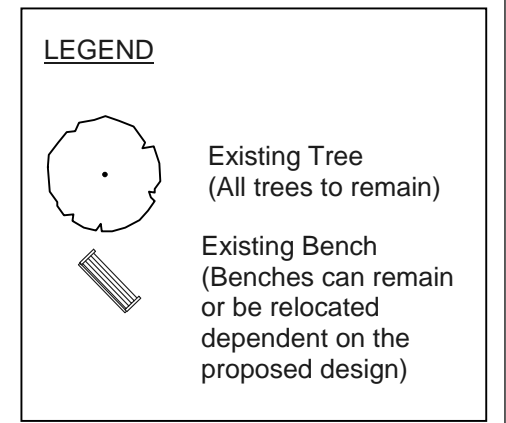 LEGEND
Existing Tree
(All trees to remain)
Existing Bench
(Benches can remain
or be relocated
dependent on the
proposed design)